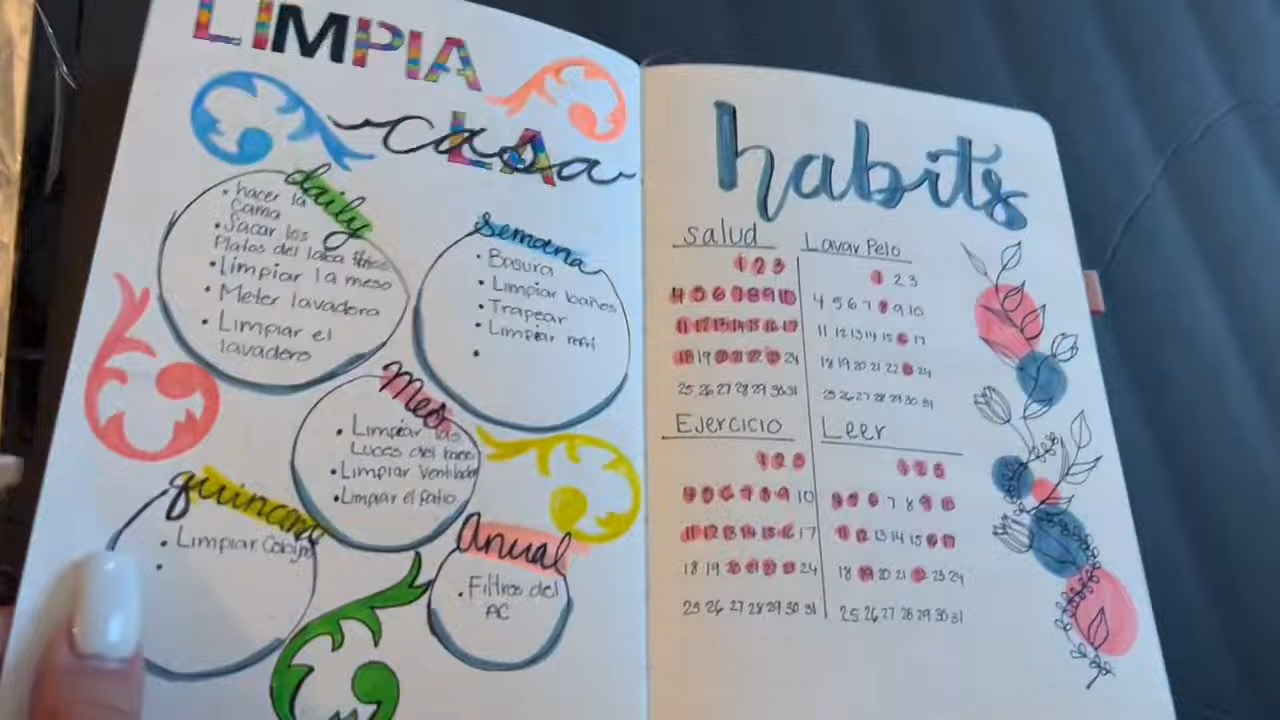 LIMPIA
LA
casa
daily
• hacer la
cama
• Sacar los
Platos del lava
• Limpiar la mesa
• Meter lavadora
• Limpiar el
lavadero
Semana
• Basura
• Limpiar baños
• Trapear
• Limpiar refri
•
Mes
• Limpiar las
Luces del
• Limpiar Ventilador
• Limpiar el Patio
quincena
• Limpiar Cobijas
•
Anual
• Filtros del
AC
habits
Salud
1 2 3
4 5 6 7 8 9 10
11 12 13 14 15 16 17
18 19 20 21 22 23 24
25 26 27 28 29 30 31
Lavar Pelo
1 2 3
4 5 6 7 8 9 10
11 12 13 14 15 16 17
18 19 20 21 22 23 24
25 26 27 28 29 30 31
Ejercicio
1 2 3
4 5 6 7 8 9 10
11 12 13 14 15 16 17
18 19 20 21 22 23 24
25 26 27 28 29 30 31
Leer
1 2 3
4 5 6 7 8 9 10
11 12 13 14 15 16 17
18 19 20 21 22 23 24
25 26 27 28 29 30 31